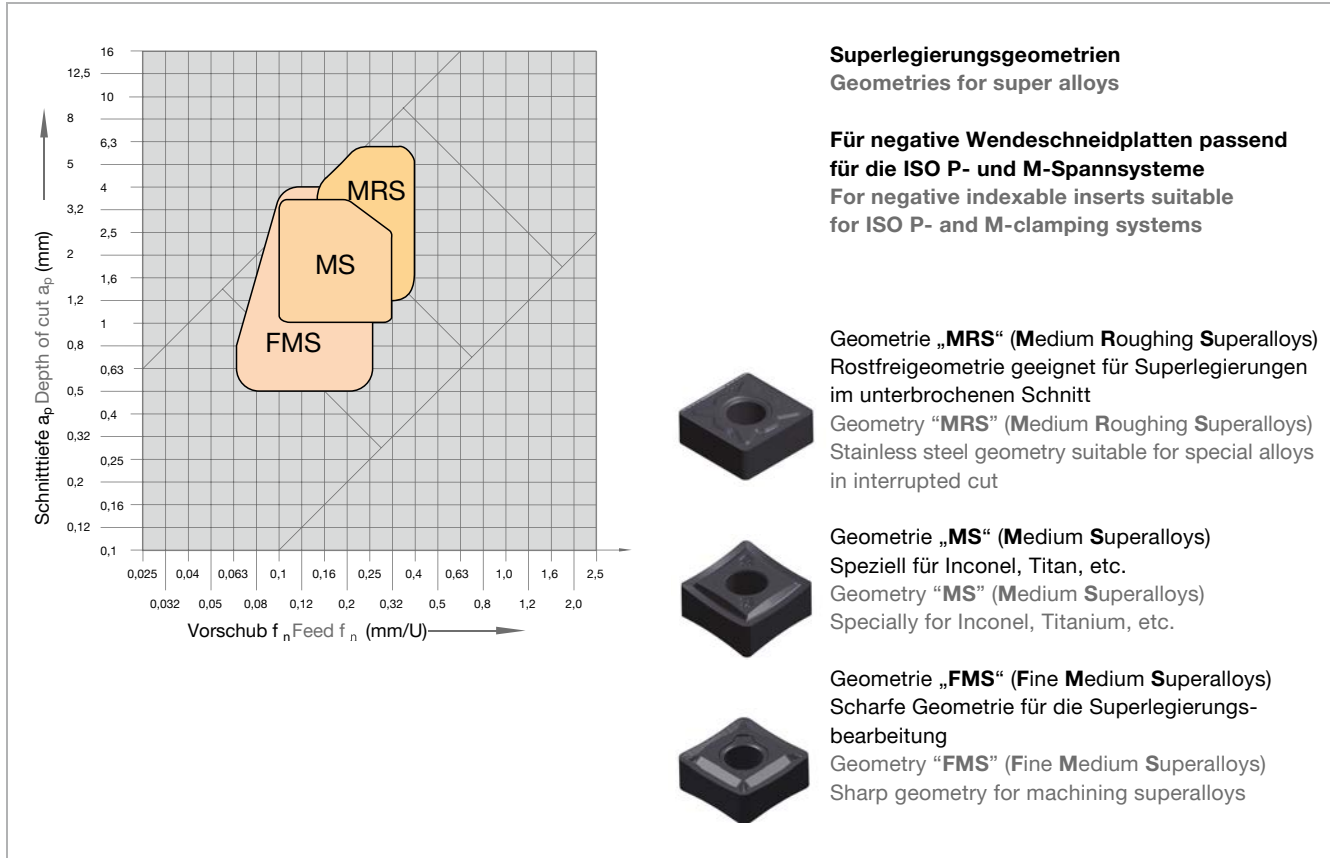 16
12,5
10
8
6,3
5
4
3,2
2,5
2
1,6
1,2
1
0,8
0,63
0,5
0,4
0,32
0,25
0,2
0,16
0,12
0,1
Schnitttiefe ap Depth of cut ap (mm)
MRS
MS
FMS
0,025 0,04 0,063 0,1 0,16 0,25 0,4 0,63 1,0 1,6 2,5
0,032 0,05 0,08 0,12 0,2 0,32 0,5 0,8 1,2 2,0
Vorschub f n Feed f n (mm/U)
Superlegierungsgeometrien
Geometries for super alloys
Für negative Wendeschneidplatten passend
für die ISO P- und M-Spannsysteme
For negative indexable inserts suitable
for ISO P- and M-clamping systems
Geometrie „MRS“ (Medium Roughing Superalloys)
Rostfreigeometrie geeignet für Superlegierungen
im unterbrochenen Schnitt
Geometry “MRS” (Medium Roughing Superalloys)
Stainless steel geometry suitable for special alloys
in interrupted cut
Geometrie „MS“ (Medium Superalloys)
Speziell für Inconel, Titan, etc.
Geometry “MS” (Medium Superalloys)
Specially for Inconel, Titanium, etc.
Geometrie „FMS“ (Fine Medium Superalloys)
Scharfe Geometrie für die Superlegierungs-
bearbeitung
Geometry “FMS” (Fine Medium Superalloys)
Sharp geometry for machining superalloys